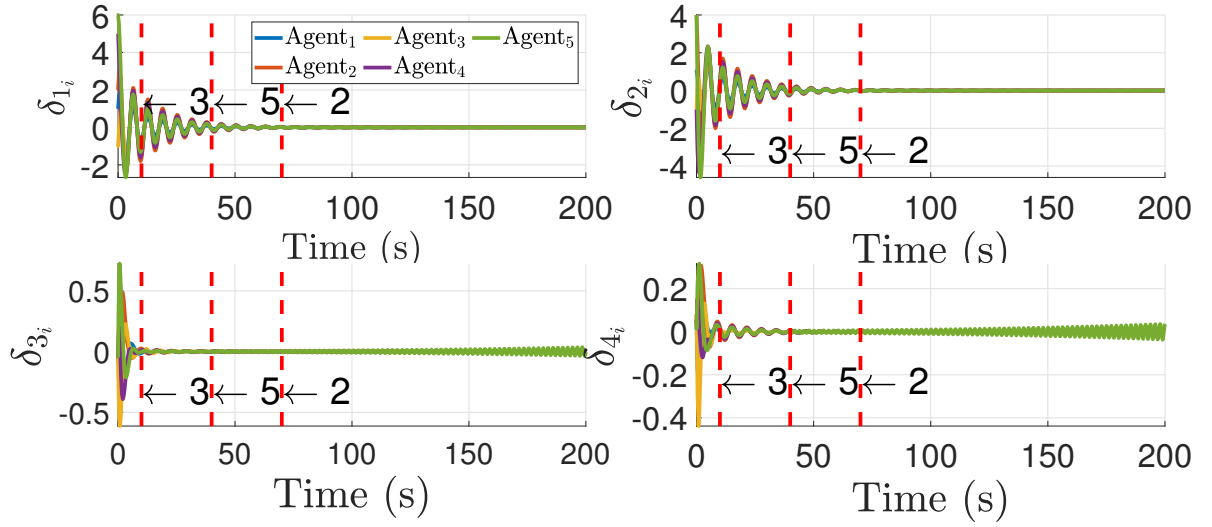 6
4
2
0
-2
δ₁ᵢ
Agent₁ Agent₃ Agent₅
Agent₂ Agent₄
← 3 ← 5 ← 2
0 50 100 150 200
Time (s)
4
2
0
-2
-4
δ₂ᵢ
← 3 ← 5 ← 2
0 50 100 150 200
Time (s)
0.5
0
-0.5
δ₃ᵢ
← 3 ← 5 ← 2
0 50 100 150 200
Time (s)
0.2
0
-0.2
-0.4
δ₄ᵢ
← 3 ← 5 ← 2
0 50 100 150 200
Time (s)